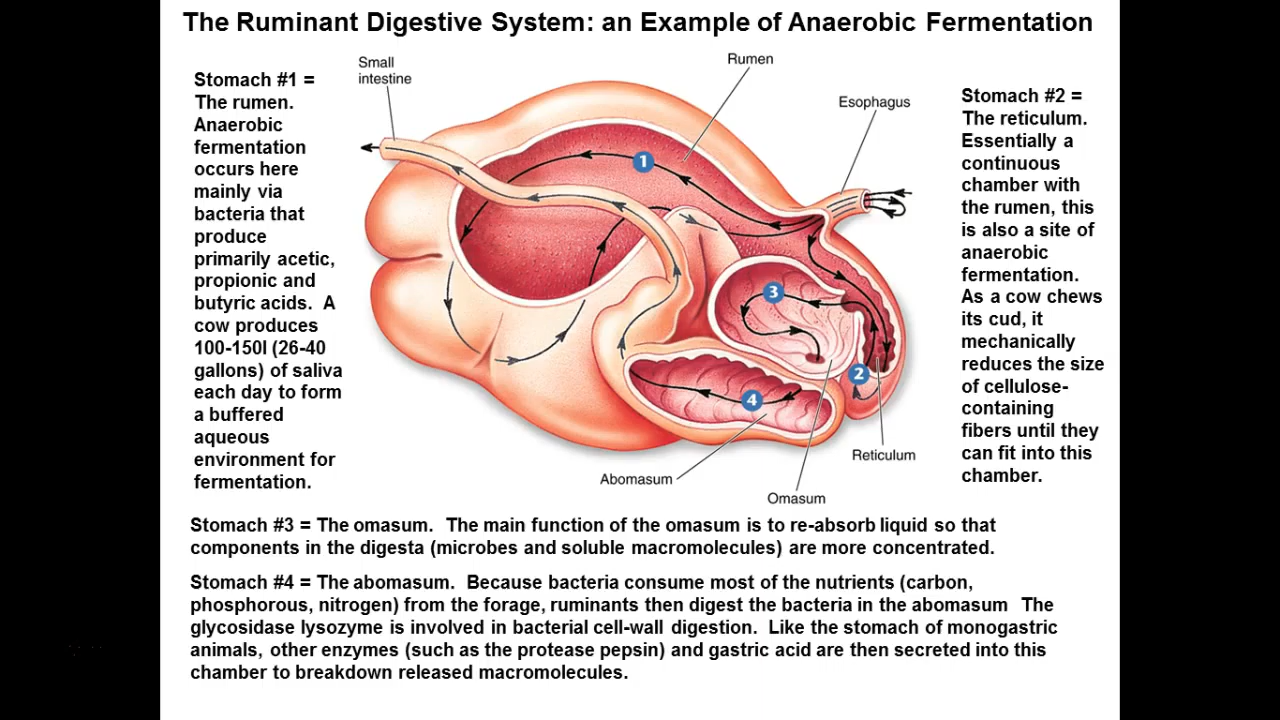 The Ruminant Digestive System: an Example of Anaerobic Fermentation
Stomach #1 =
The rumen.
Anaerobic
fermentation
occurs here
mainly via
bacteria that
produce
primarily acetic,
propionic and
butyric acids. A
cow produces
100-150l (26-40
gallons) of saliva
each day to form
a buffered
aqueous
environment for
fermentation.
Small
intestine
Rumen
Esophagus
1
3
2
4
Reticulum
Abomasum
Omasum
Stomach #2 =
The reticulum.
Essentially a
continuous
chamber with
the rumen, this
is also a site of
anaerobic
fermentation.
As a cow chews
its cud, it
mechanically
reduces the size
of cellulose-
containing
fibers until they
can fit into this
chamber.
Stomach #3 = The omasum. The main function of the omasum is to re-absorb liquid so that
components in the digesta (microbes and soluble macromolecules) are more concentrated.
Stomach #4 = The abomasum. Because bacteria consume most of the nutrients (carbon,
phosphorous, nitrogen) from the forage, ruminants then digest the bacteria in the abomasum The
glycosidase lysozyme is involved in bacterial cell-wall digestion. Like the stomach of monogastric
animals, other enzymes (such as the protease pepsin) and gastric acid are then secreted into this
chamber to breakdown released macromolecules.